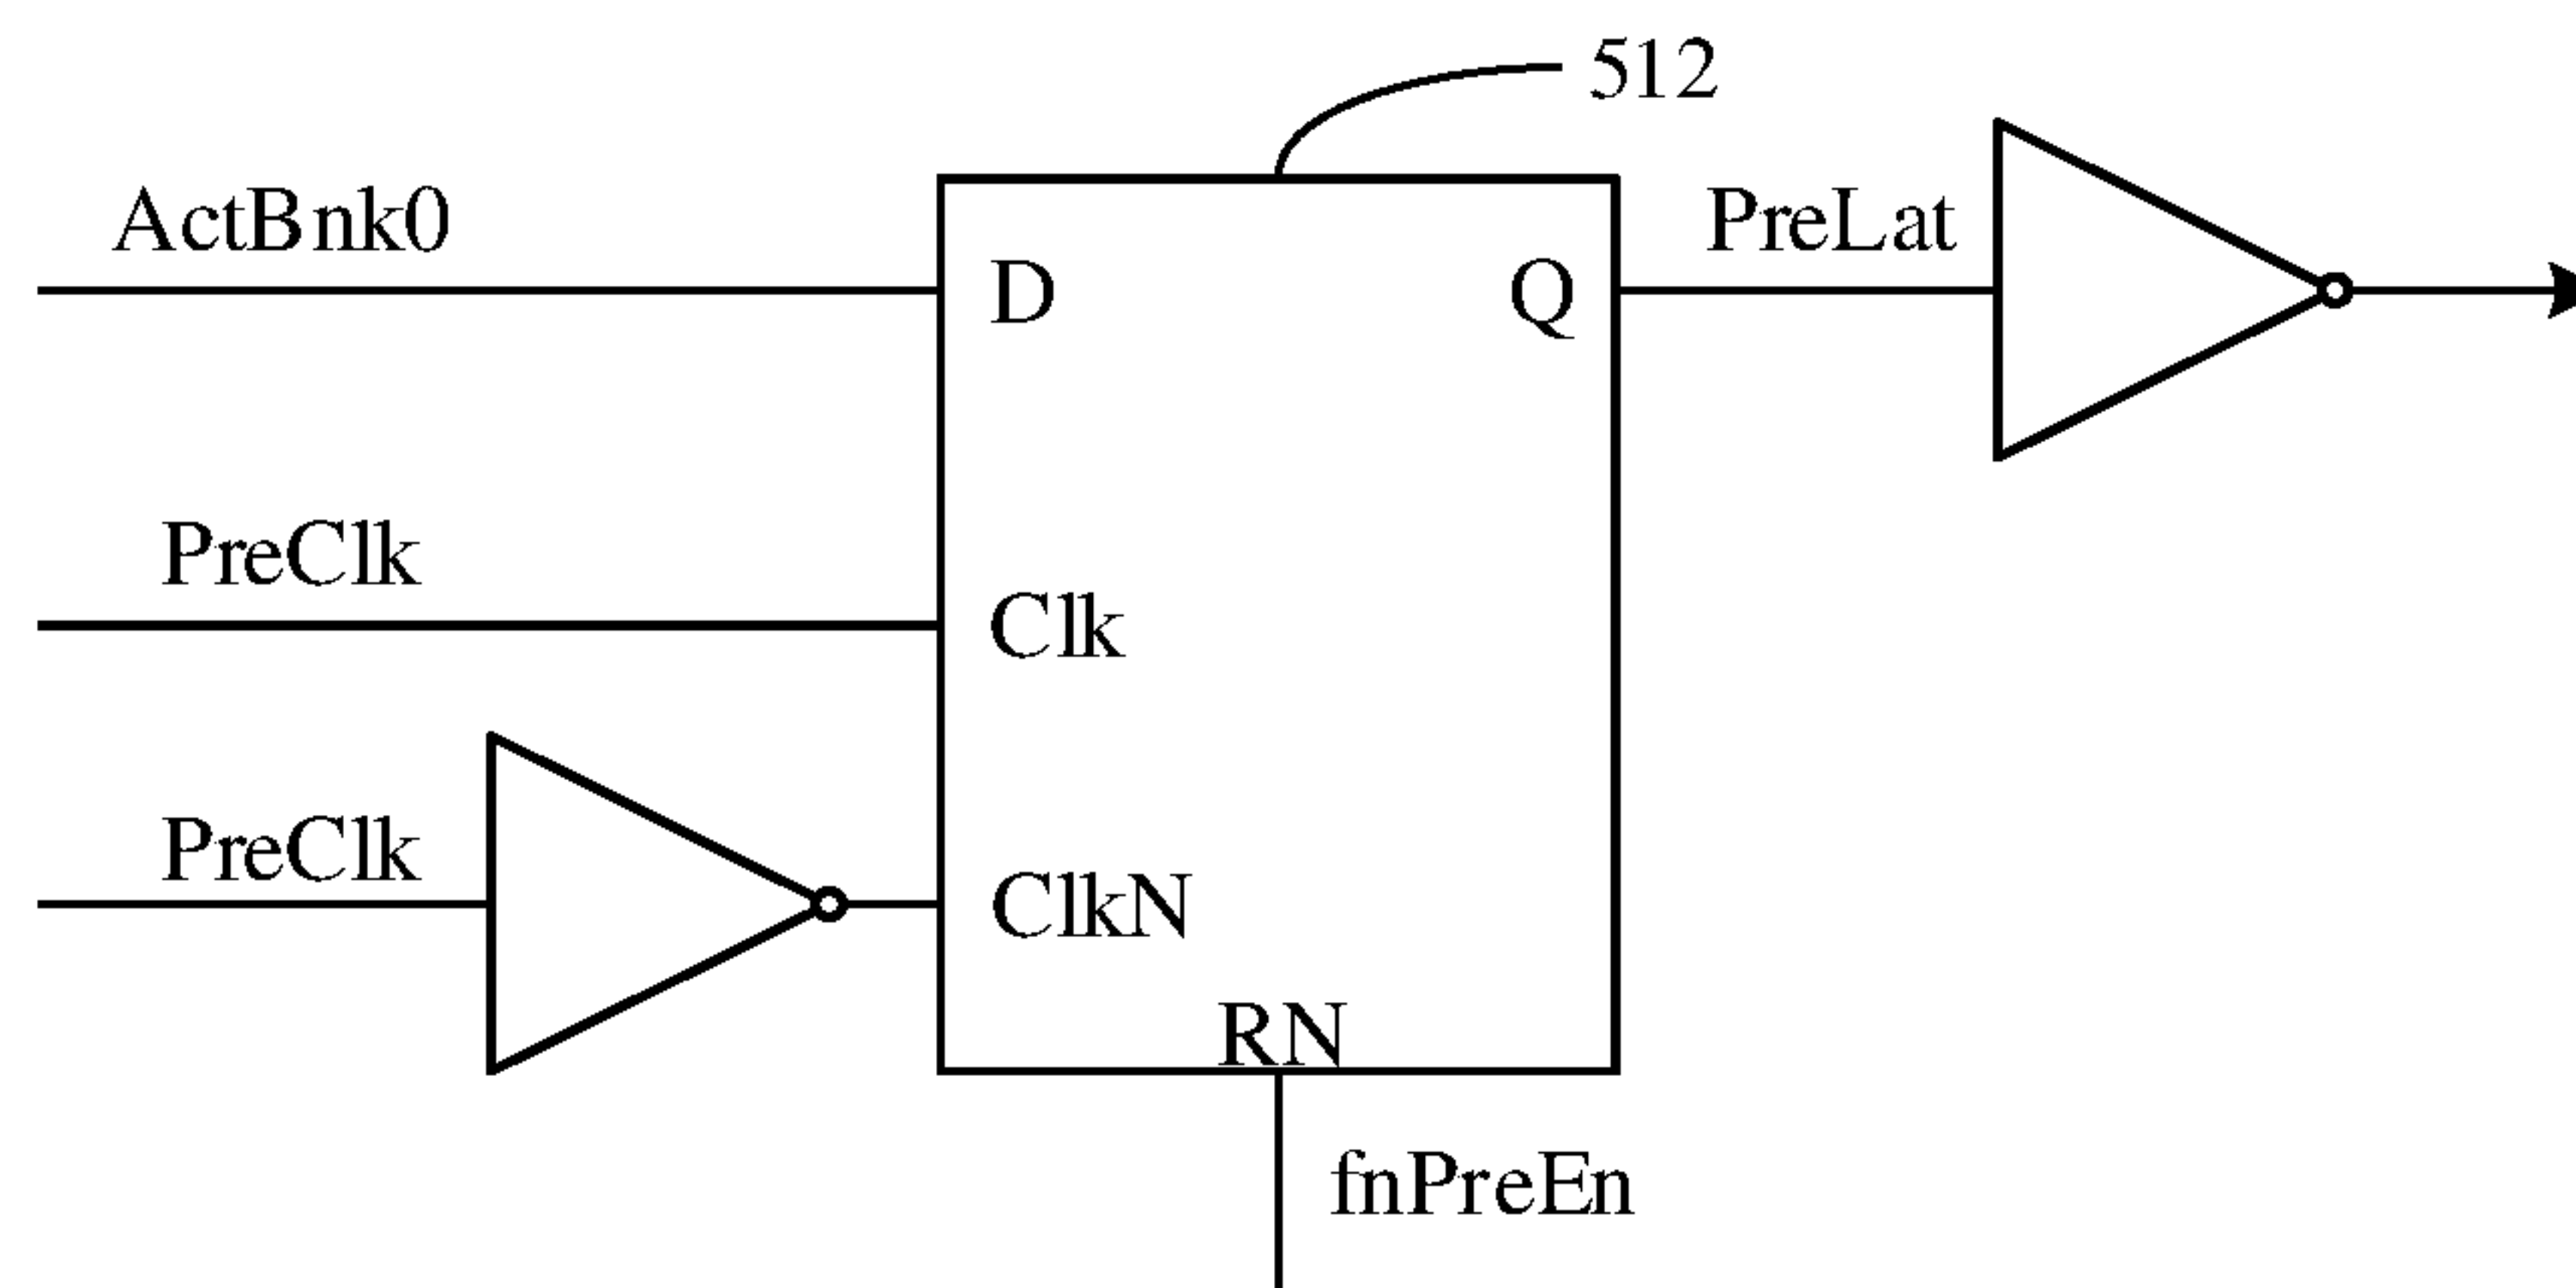 512
ActBnk0
PreLat
D
Q
PreClk
Clk
PreClk
ClkN
RN
fnPreEn